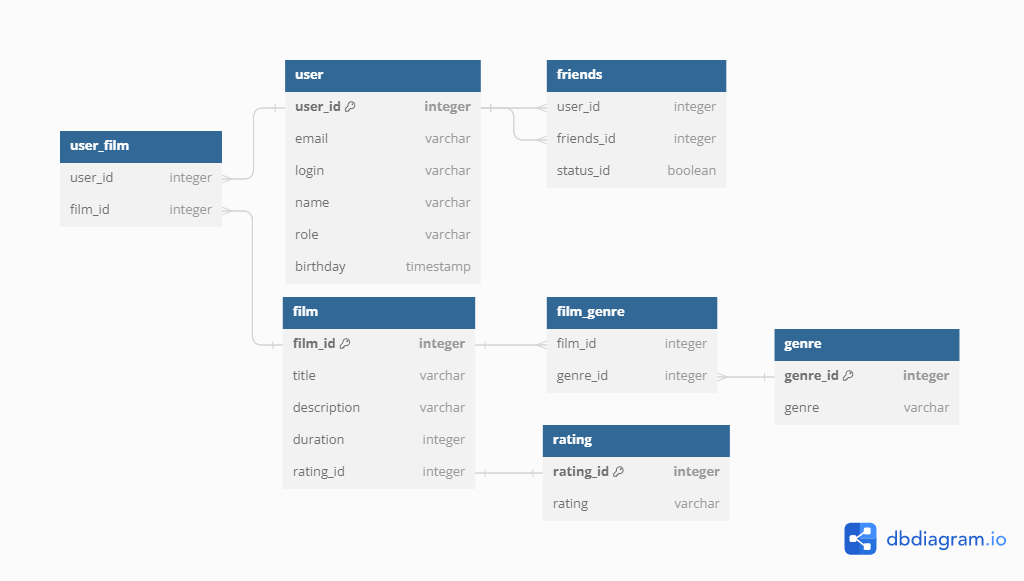 user
user_id integer
email varchar
login varchar
name varchar
role varchar
birthday timestamp
friends
user_id integer
friends_id integer
status_id boolean
user_film
user_id integer
film_id integer
film
film_id integer
title varchar
description varchar
duration integer
rating_id integer
film_genre
film_id integer
genre_id integer
genre
genre_id integer
genre varchar
rating
rating_id integer
rating varchar
dbdiagram.io